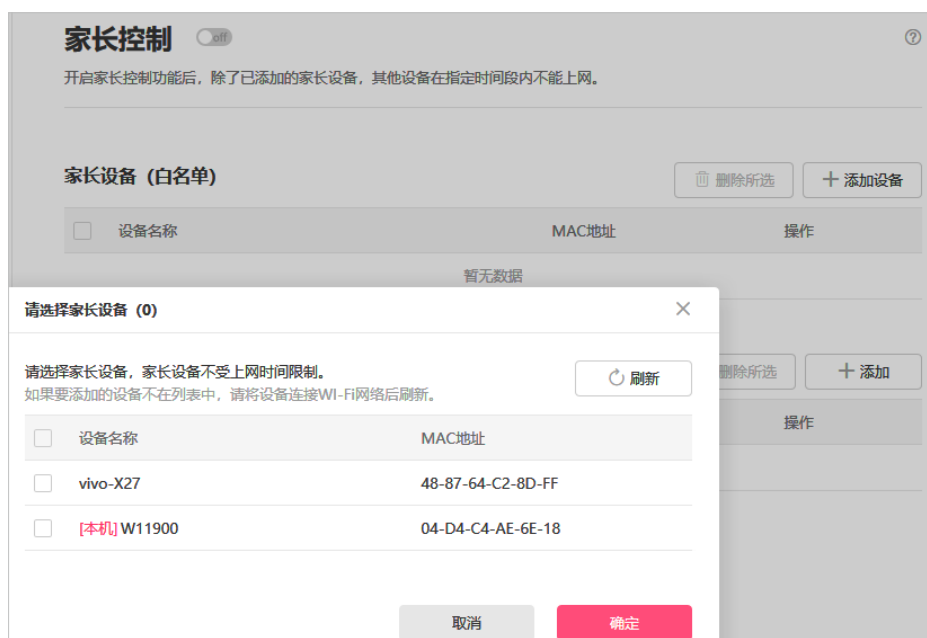 家长控制 off
开启家长控制功能后，除了已添加的家长设备，其他设备在指定时间段内不能上网。
家长设备（白名单） 删除所选 添加设备
设备名称 MAC地址 操作
暂无数据
请选择家长设备（0）
请选择家长设备，家长设备不受上网时间限制。 刷新
如果要添加的设备不在列表中，请将设备连接WI-Fi网络后刷新。
删除所选 添加
设备名称 MAC地址
操作
vivo-X27 48-87-64-C2-8D-FF
[本机] W11900 04-D4-C4-AE-6E-18
取消 确定